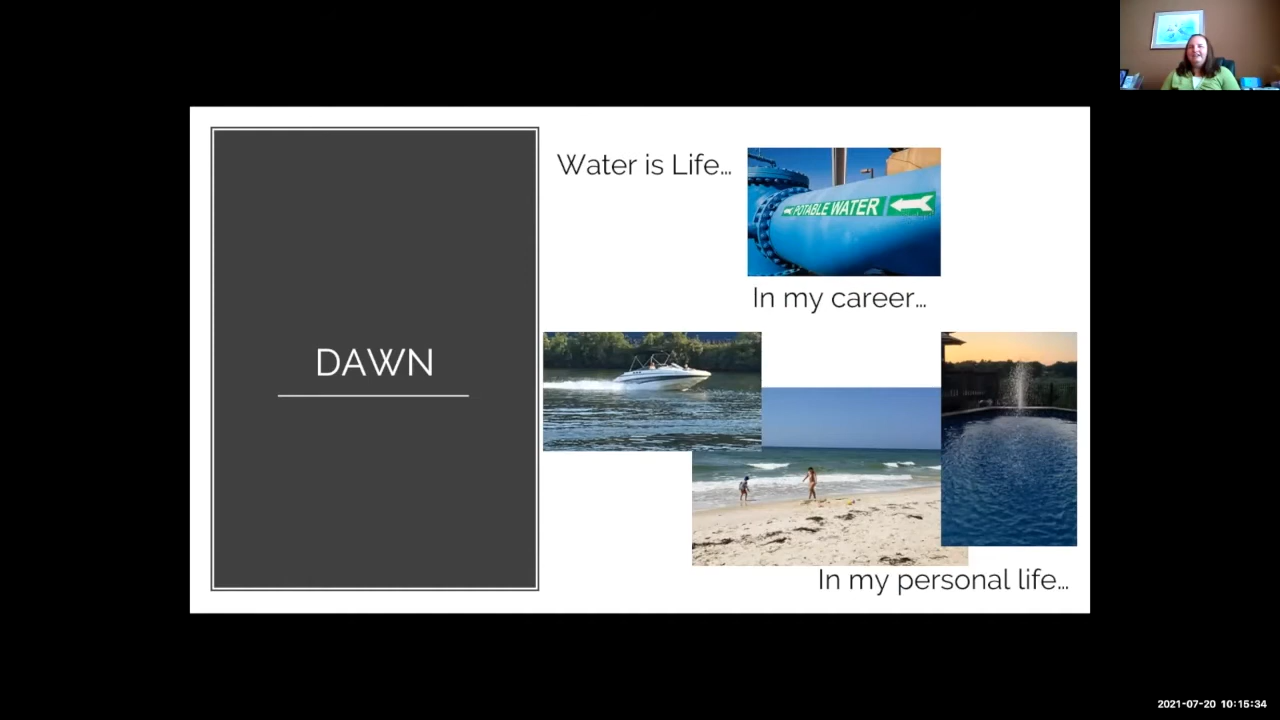 Water is Life…
POTABLE WATER
In my career…
DAWN
In my personal life…
2021-07-20 10:15:34